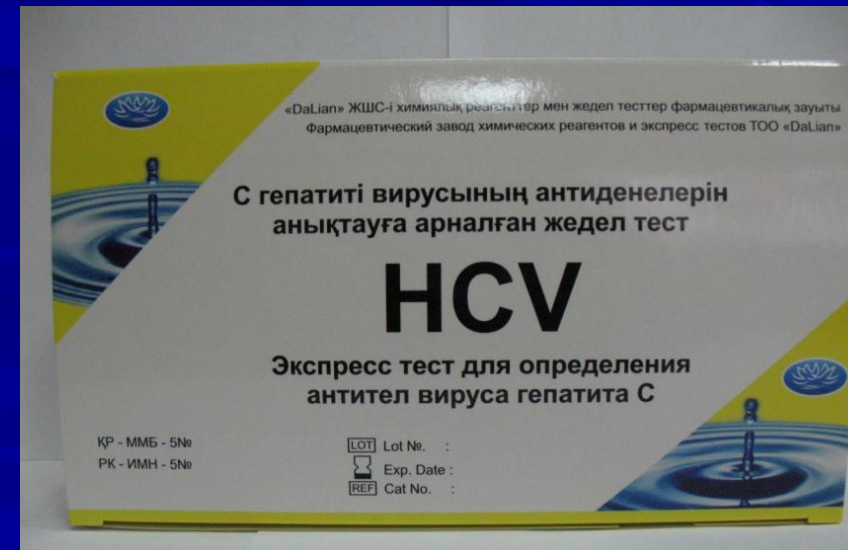 «DaLian» ЖШС-і химиялық реагенттер мен жедел тесттер фармацевтикалық зауыты
Фармацевтический завод химических реагентов и экспресс тестов ТОО «DaLian»
С гепатиті вирусының антиденелерін
анықтауға арналған жедел тест
HCV
Экспресс тест для определения
антител вируса гепатита С
ҚР - ММБ - 5№
РК - ИМН - 5№
LOT Lot №. :
Exp. Date :
REF Cat No. :